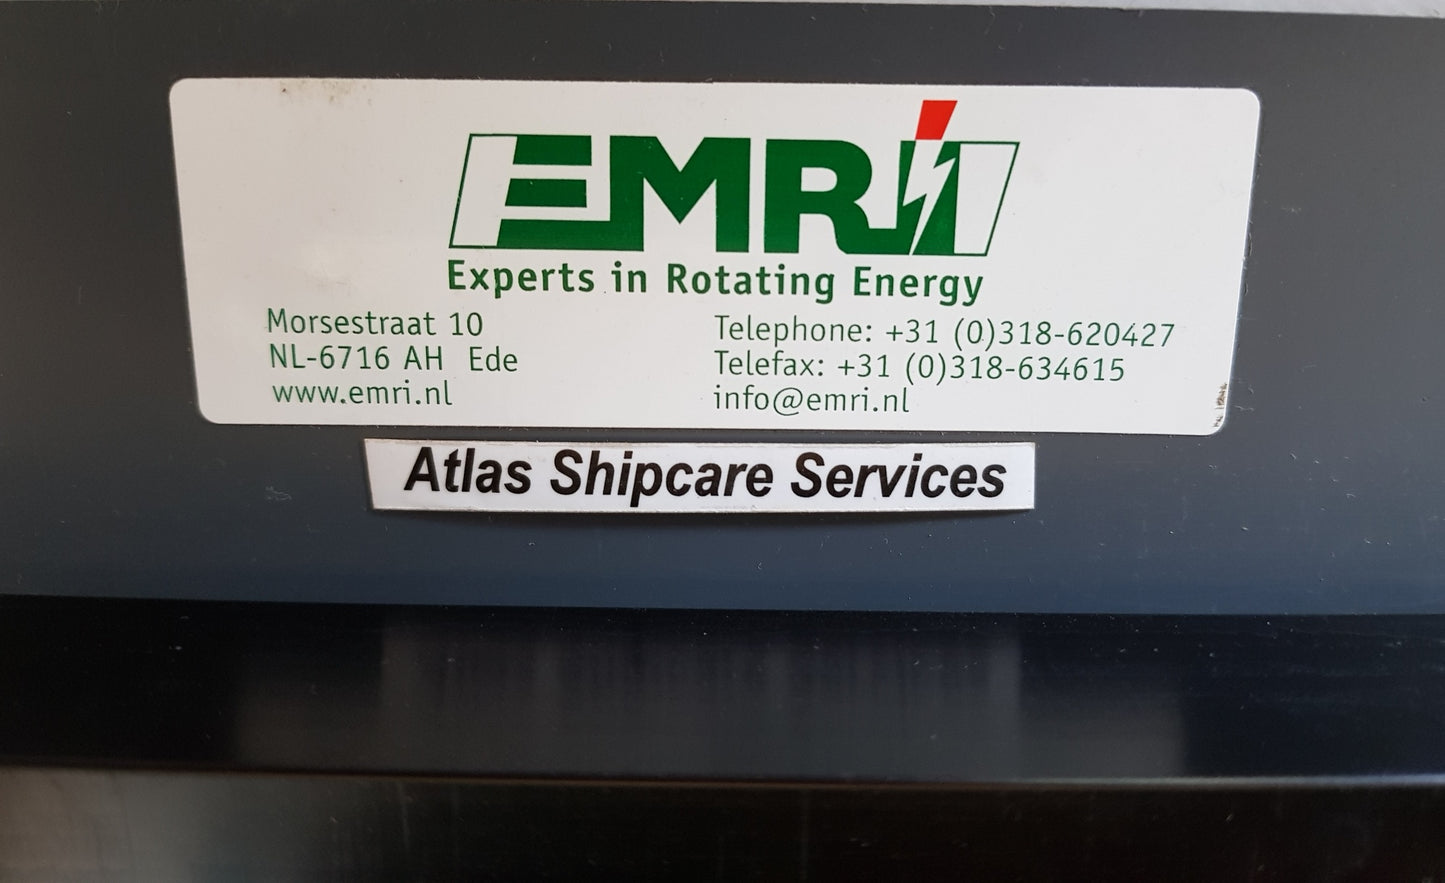 EMRI
Experts in Rotating Energy
Morsestraat 10
NL-6716 AH Ede
www.emri.nl
Telephone: +31 (0)318-620427
Telefax: +31 (0)318-634615
info@emri.nl
Atlas Shipcare Services